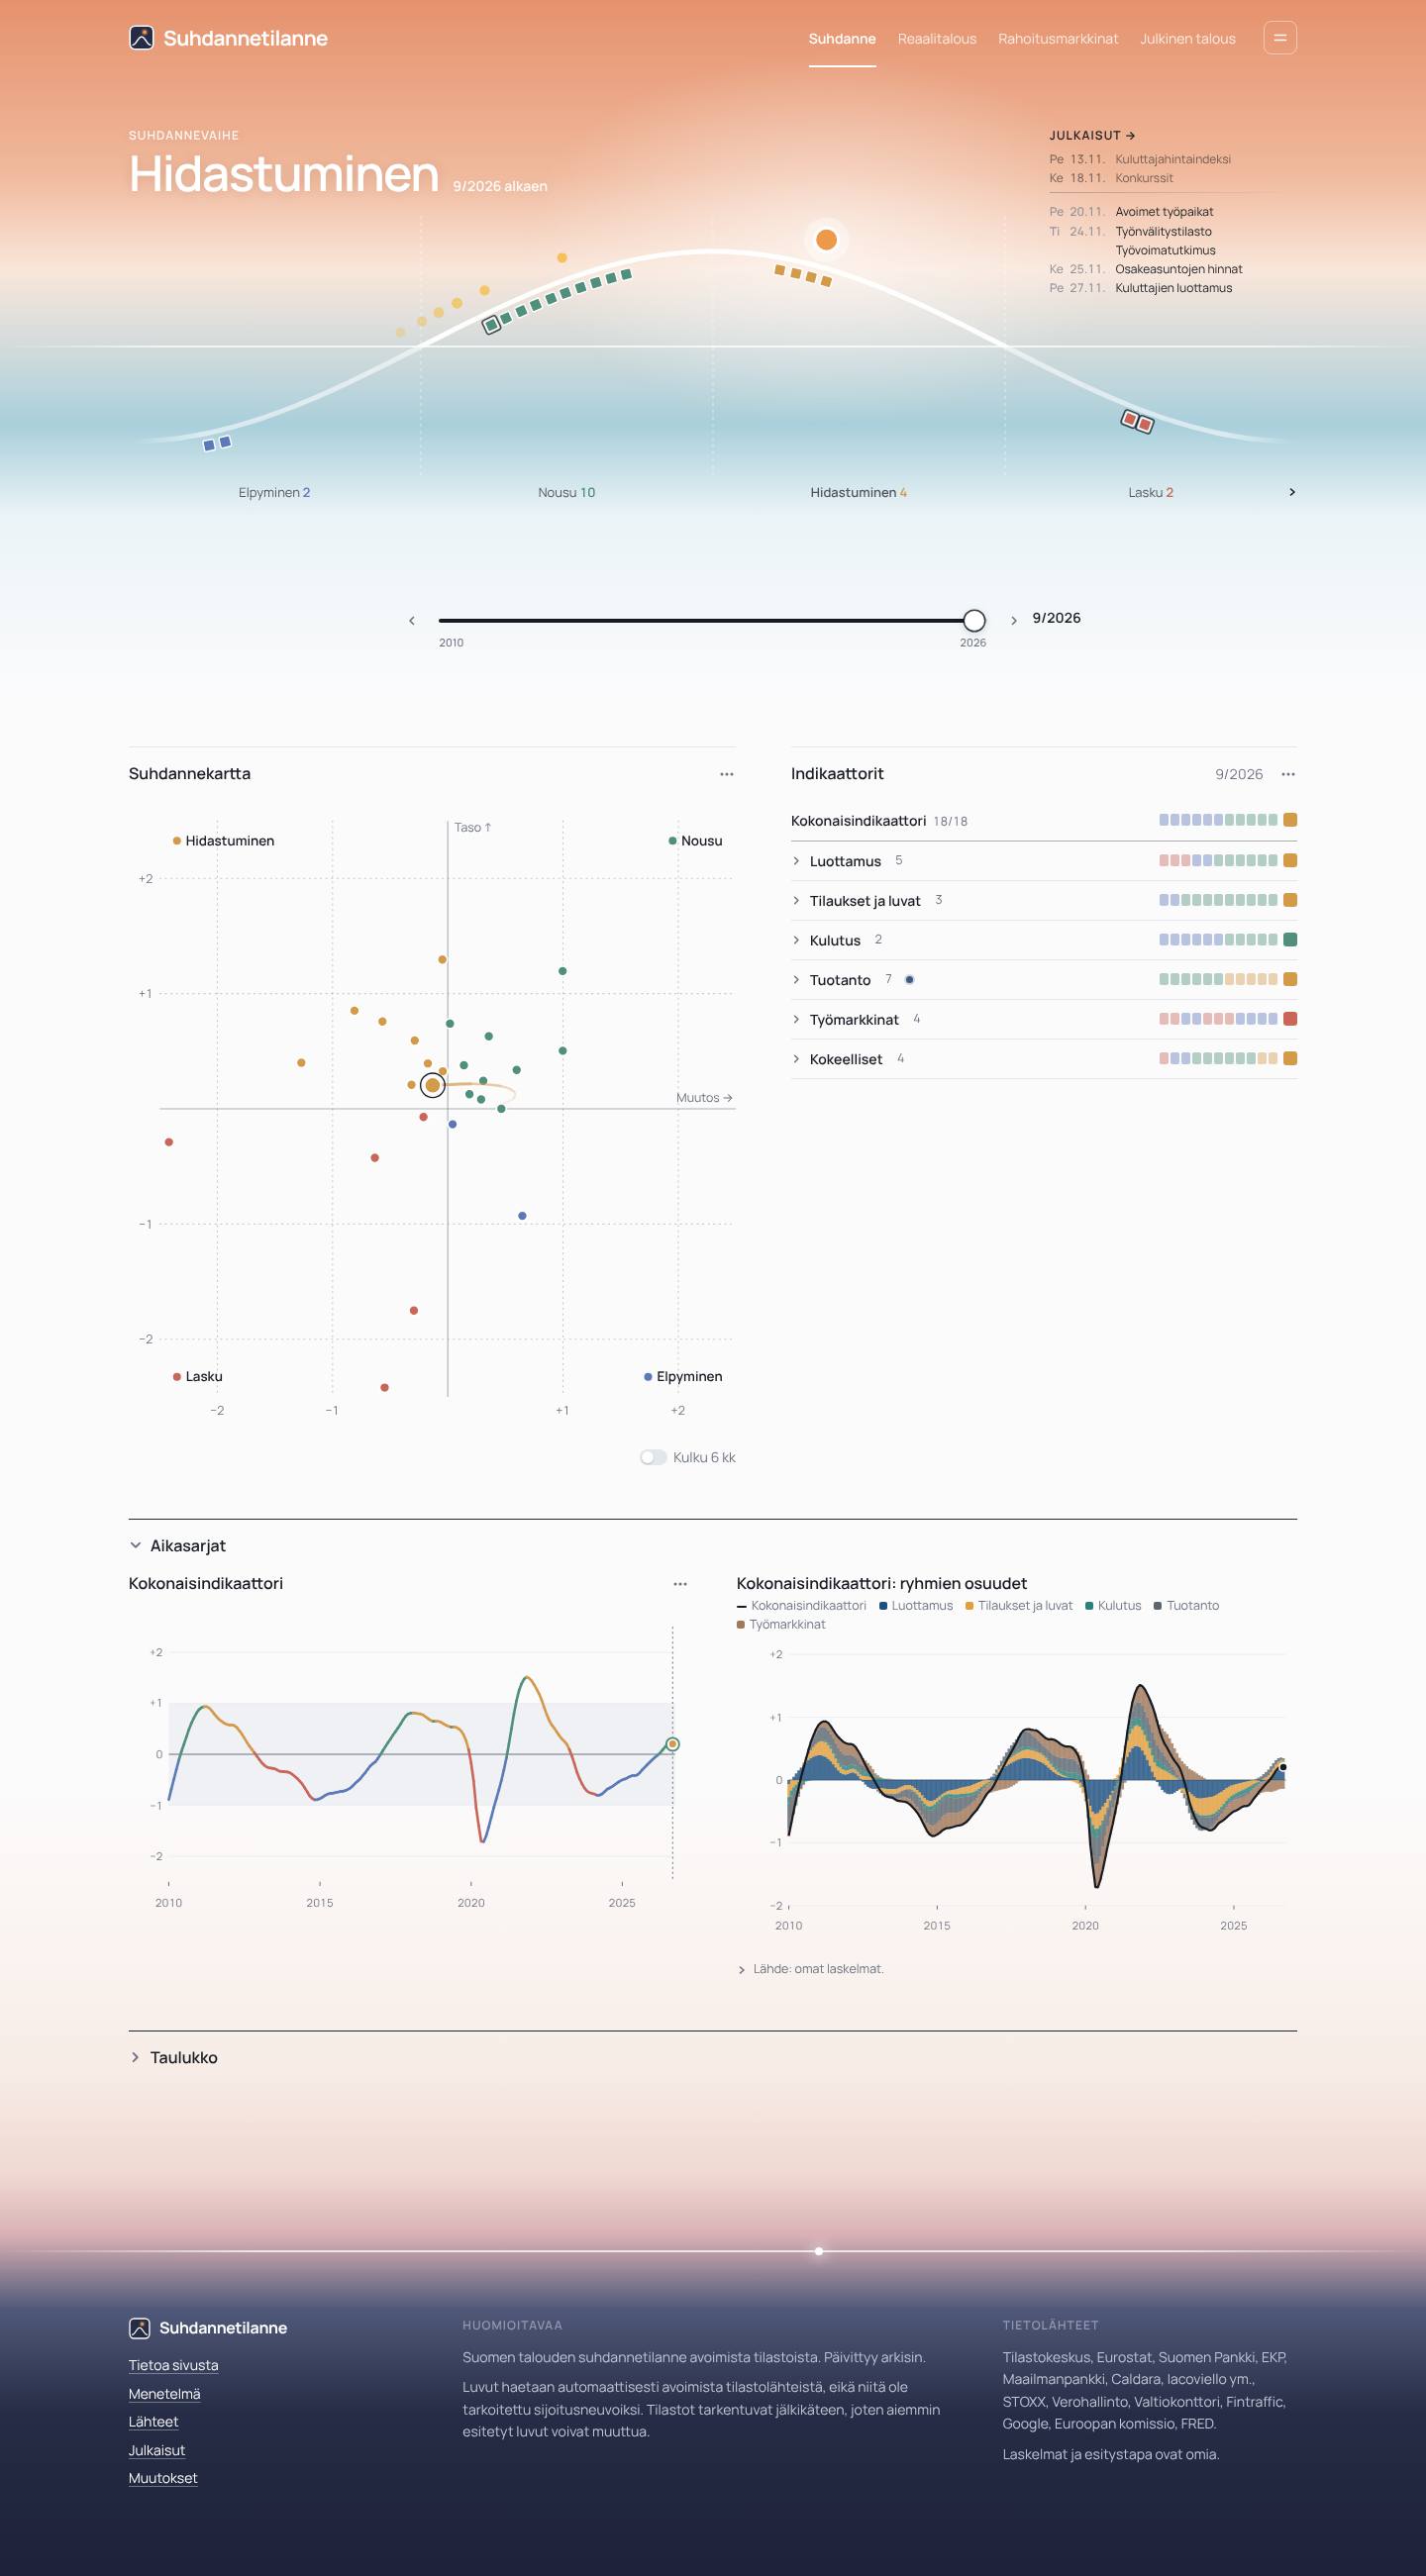 Suhdannetilanne
Suhdanne Reaalitalous Rahoitusmarkkinat Julkinen talous
SUHDANNEVAIHE
Hidastuminen 9/2026 alkaen
JULKAISUT →
Pe 13.11. Kuluttajahintaindeksi
Ke 18.11. Konkurssit
Pe 20.11. Avoimet työpaikat
Ti 24.11. Työnvälitystilasto
Työvoimatutkimus
Ke 25.11. Osakeasuntojen hinnat
Pe 27.11. Kuluttajien luottamus
Elpyminen 2 Nousu 10 Hidastuminen 4 Lasku 2
9/2026
2010 2026
Suhdannekartta
Taso ↑
Hidastuminen Nousu
+2
+1
Muutos →
−1
−2
Lasku Elpyminen
−2 −1 +1 +2
Kulku 6 kk
Indikaattorit 9/2026
Kokonaisindikaattori 18/18
Luottamus 5
Tilaukset ja luvat 3
Kulutus 2
Tuotanto 7
Työmarkkinat 4
Kokeelliset 4
Aikasarjat
Kokonaisindikaattori
+2
+1
0
−1
−2
2010 2015 2020 2025
Kokonaisindikaattori: ryhmien osuudet
Kokonaisindikaattori Luottamus Tilaukset ja luvat Kulutus Tuotanto
Työmarkkinat
+2
+1
0
−1
−2
2010 2015 2020 2025
Lähde: omat laskelmat.
Taulukko
Suhdannetilanne
Tietoa sivusta
Menetelmä
Lähteet
Julkaisut
Muutokset
HUOMIOITAVAA
Suomen talouden suhdannetilanne avoimista tilastoista. Päivittyy arkisin.
Luvut haetaan automaattisesti avoimista tilastolähteistä, eikä niitä ole
tarkoitettu sijoitusneuvoiksi. Tilastot tarkentuvat jälkikäteen, joten aiemmin
esitetyt luvut voivat muuttua.
TIETOLÄHTEET
Tilastokeskus, Eurostat, Suomen Pankki, EKP,
Maailmanpankki, Caldara, Iacoviello ym.,
STOXX, Verohallinto, Valtiokonttori, Fintraffic,
Google, Euroopan komissio, FRED.
Laskelmat ja esitystapa ovat omia.